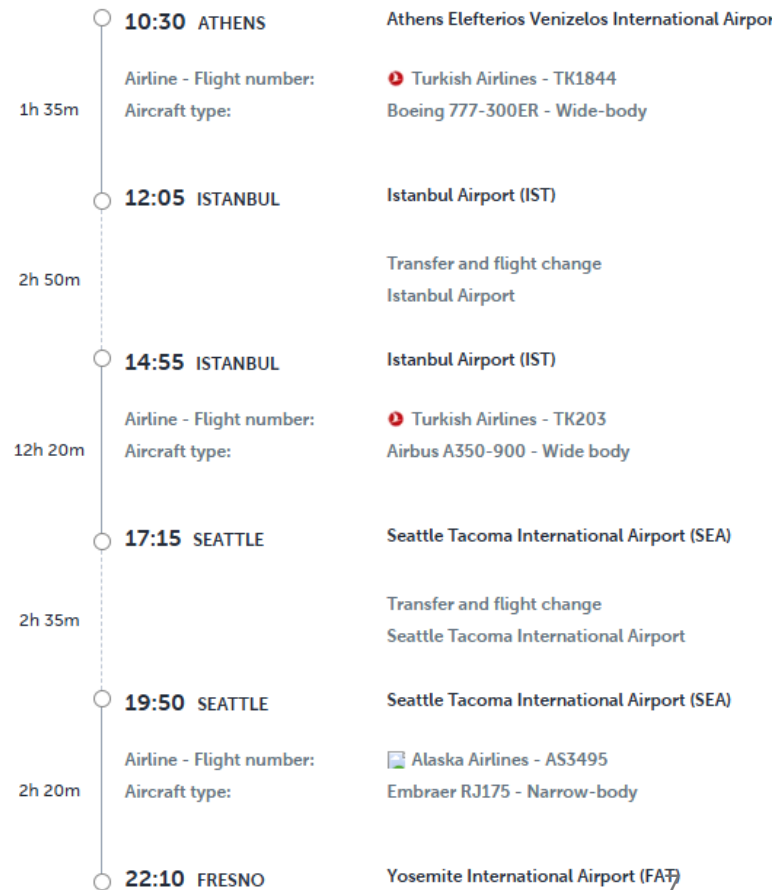 10:30 ATHENS Athens Elefterios Venizelos International Airpor
Airline - Flight number: Turkish Airlines - TK1844
1h 35m Aircraft type: Boeing 777-300ER - Wide-body
12:05 ISTANBUL Istanbul Airport (IST)
Transfer and flight change
2h 50m
Istanbul Airport
14:55 ISTANBUL Istanbul Airport (IST)
Airline - Flight number: Turkish Airlines - TK203
12h 20m Aircraft type: Airbus A350-900 - Wide body
17:15 SEATTLE Seattle Tacoma International Airport (SEA)
Transfer and flight change
2h 35m
Seattle Tacoma International Airport
19:50 SEATTLE Seattle Tacoma International Airport (SEA)
Airline - Flight number: Alaska Airlines - AS3495
2h 20m Aircraft type: Embraer RJ175 - Narrow-body
22:10 FRESNO Yosemite International Airport (FAT)